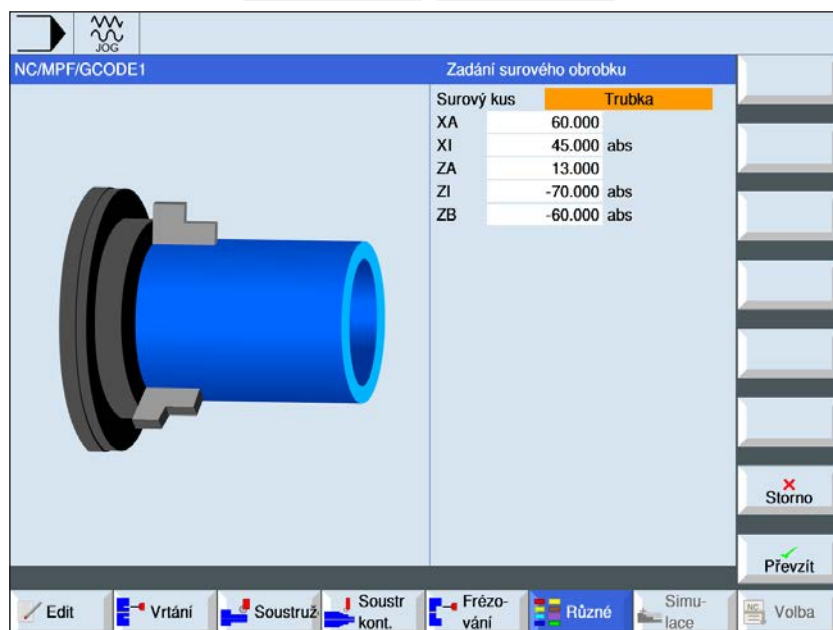 JOG
NC/MPF/GCODE1
Zadání surového obrobku
Surový kus Trubka
XA 60.000
XI 45.000 abs
ZA 13.000
ZI -70.000 abs
ZB -60.000 abs
Storno
Převzít
Edit
Vrtání
Soustruž
Soustr
kont.
Frézo-
vání
Různé
Simu-
lace
NC
Volba